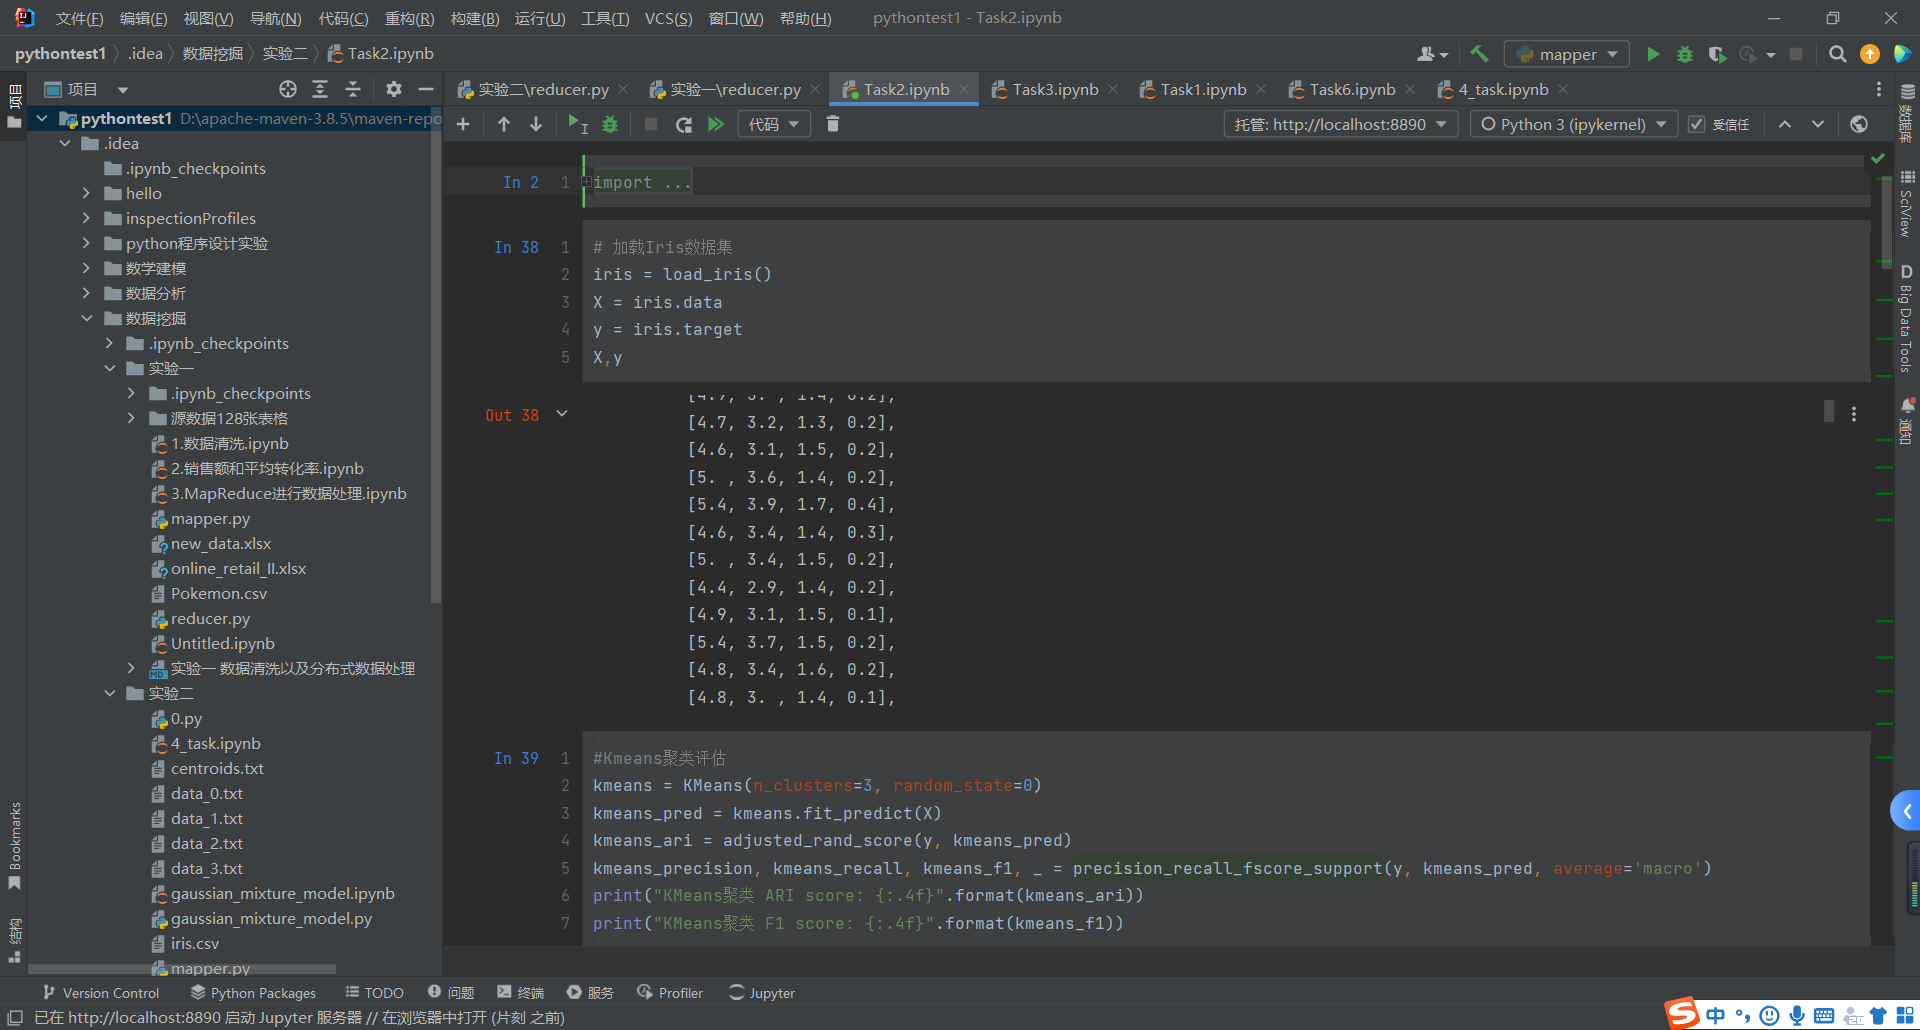 文件(F) 编辑(E) 视图(V) 导航(N) 代码(C) 重构(R) 构建(B) 运行(U) 工具(T) VCS(S) 窗口(W) 帮助(H) pythontest1 - Task2.ipynb
pythontest1 .idea 数据挖掘 实验二 Task2.ipynb mapper
项目
实验二\reducer.py 实验一\reducer.py Task2.ipynb Task3.ipynb Task1.ipynb Task6.ipynb 4_task.ipynb
代码 托管: http://localhost:8890 Python 3 (ipykernel) 受信任
项目
Bookmarks
结构
pythontest1 D:\apache-maven-3.8.5\maven-repo
.idea
.ipynb_checkpoints
hello
inspectionProfiles
python程序设计实验
数学建模
数据分析
数据挖掘
.ipynb_checkpoints
实验一
.ipynb_checkpoints
源数据128张表格
1.数据清洗.ipynb
2.销售额和平均转化率.ipynb
3.MapReduce进行数据处理.ipynb
mapper.py
new_data.xlsx
online_retail_II.xlsx
Pokemon.csv
reducer.py
Untitled.ipynb
实验一 数据清洗以及分布式数据处理
实验二
0.py
4_task.ipynb
centroids.txt
data_0.txt
data_1.txt
data_2.txt
data_3.txt
gaussian_mixture_model.ipynb
gaussian_mixture_model.py
iris.csv
mapper.py
In 2 1 import ...
In 38 1 # 加载Iris数据集
2 iris = load_iris()
3 X = iris.data
4 y = iris.target
5 X,y
Out 38
[4.9, 3. , 1.4, 0.2],
[4.7, 3.2, 1.3, 0.2],
[4.6, 3.1, 1.5, 0.2],
[5. , 3.6, 1.4, 0.2],
[5.4, 3.9, 1.7, 0.4],
[4.6, 3.4, 1.4, 0.3],
[5. , 3.4, 1.5, 0.2],
[4.4, 2.9, 1.4, 0.2],
[4.9, 3.1, 1.5, 0.1],
[5.4, 3.7, 1.5, 0.2],
[4.8, 3.4, 1.6, 0.2],
[4.8, 3. , 1.4, 0.1],
In 39 1 #Kmeans聚类评估
2 kmeans = KMeans(n_clusters=3, random_state=0)
3 kmeans_pred = kmeans.fit_predict(X)
4 kmeans_ari = adjusted_rand_score(y, kmeans_pred)
5 kmeans_precision, kmeans_recall, kmeans_f1, _ = precision_recall_fscore_support(y, kmeans_pred, average='macro')
6 print("KMeans聚类 ARI score: {:.4f}".format(kmeans_ari))
7 print("KMeans聚类 F1 score: {:.4f}".format(kmeans_f1))
数据库
SciView
D Big Data Tools
通知
Version Control Python Packages TODO 问题 终端 服务 Profiler Jupyter
已在 http://localhost:8890 启动 Jupyter 服务器 // 在浏览器中打开 (片刻 之前)
S 中